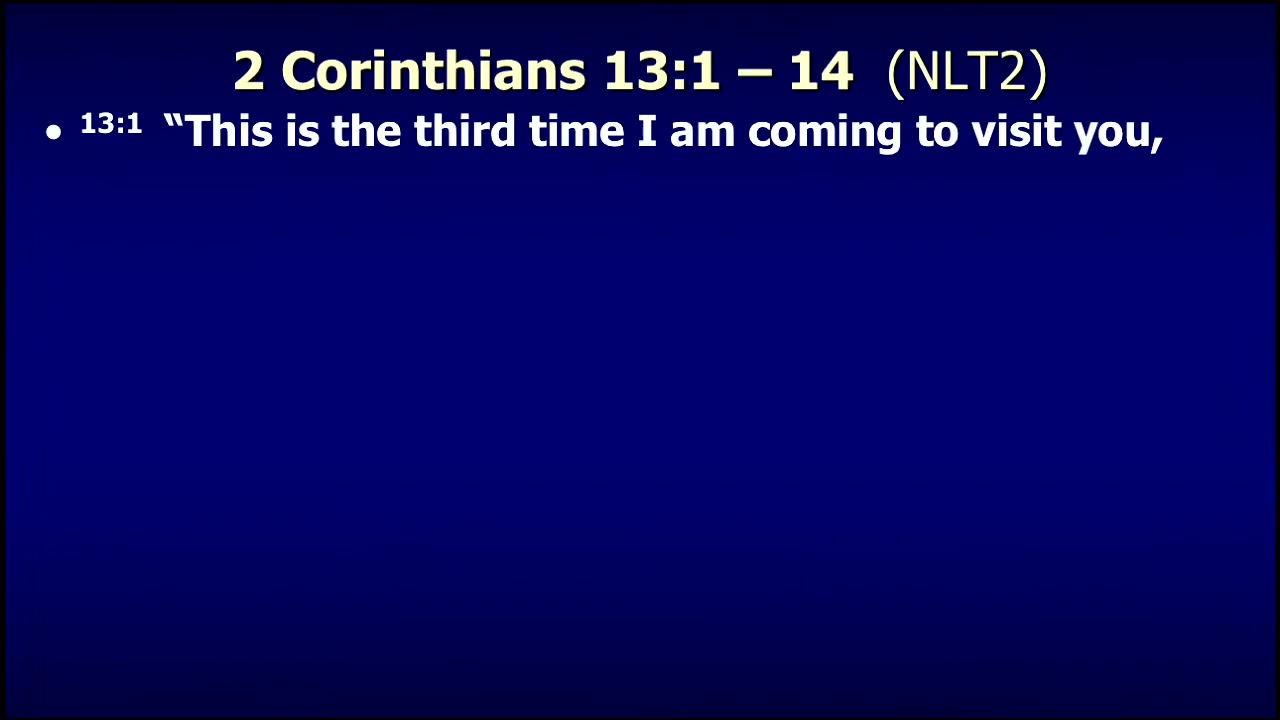 2 Corinthians 13:1 – 14 (NLT2)
• 13:1 “This is the third time I am coming to visit you,